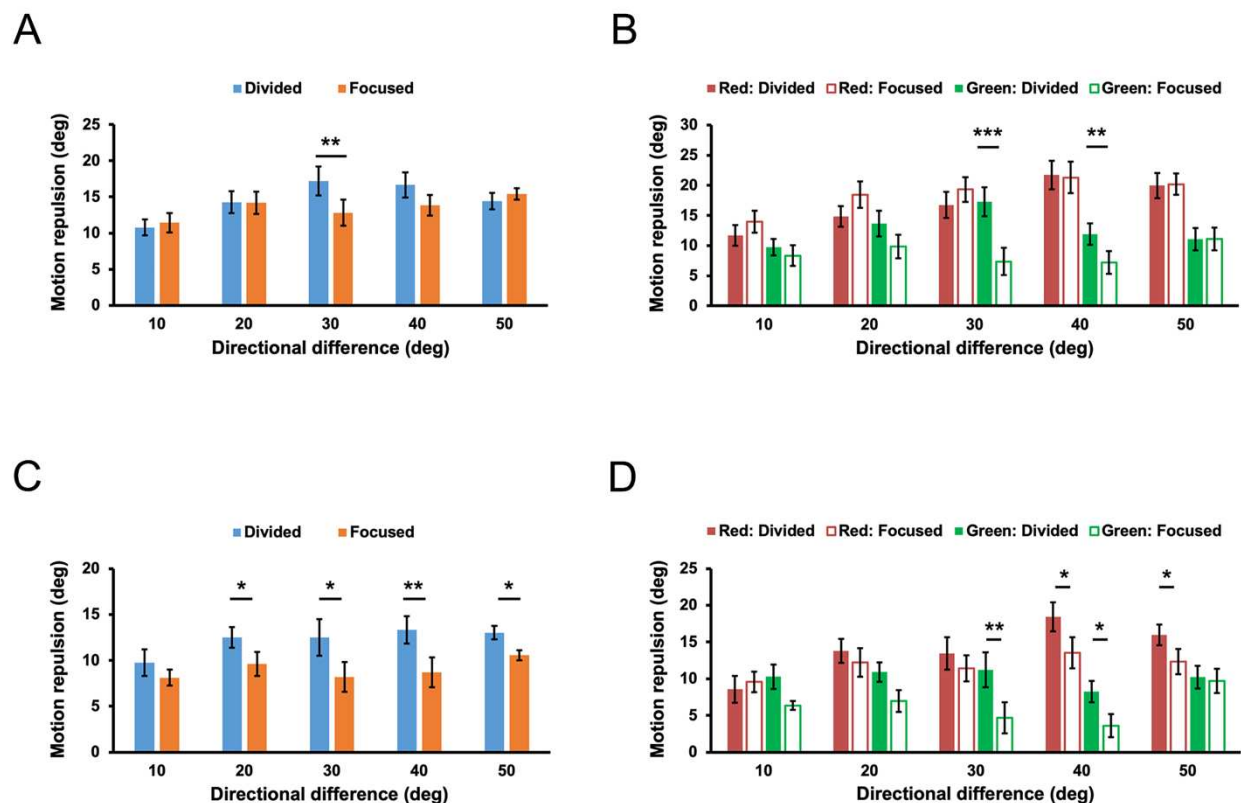 A
Divided Focused
**
Motion repulsion (deg)
25
20
15
10
5
0
10 20 30 40 50
Directional difference (deg)
B
Red: Divided Red: Focused Green: Divided Green: Focused
*** **
Motion repulsion (deg)
30
25
20
15
10
5
0
10 20 30 40 50
Directional difference (deg)
C
Divided Focused
* * ** *
Motion repulsion (deg)
20
15
10
5
0
10 20 30 40 50
Directional difference (deg)
D
Red: Divided Red: Focused Green: Divided Green: Focused
** * * *
Motion repulsion (deg)
25
20
15
10
5
0
10 20 30 40 50
Directional difference (deg)